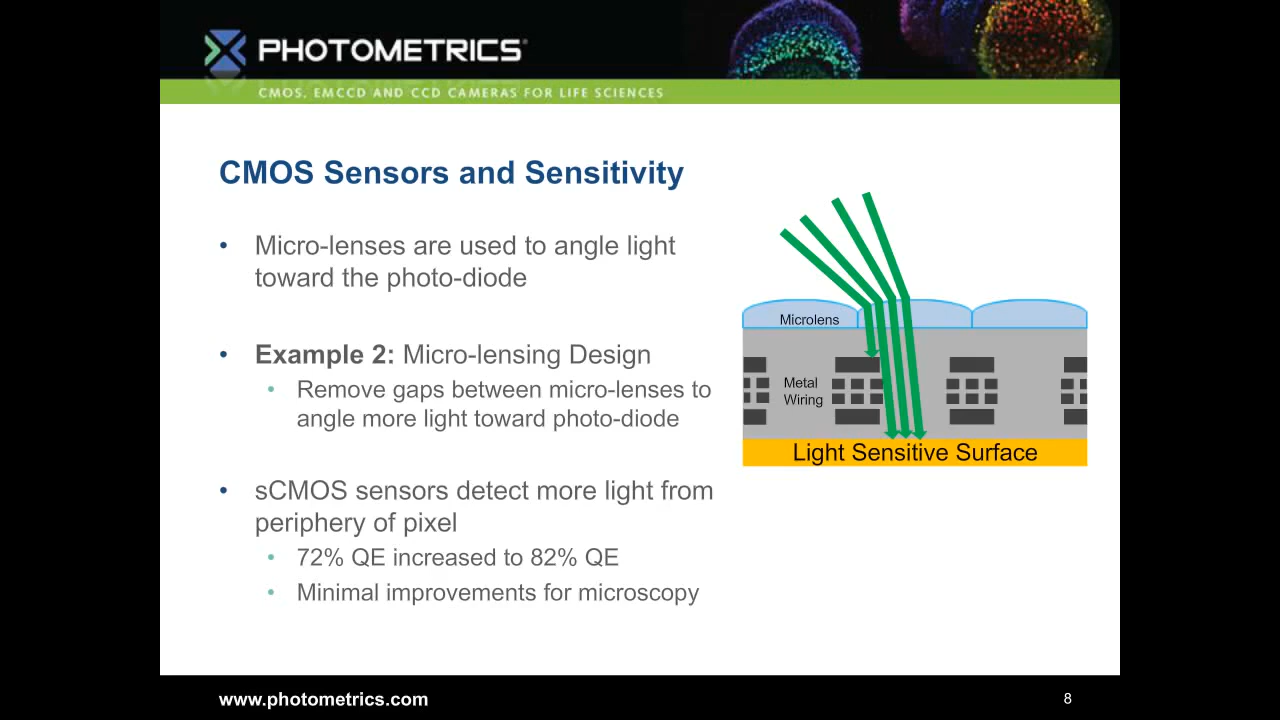 PHOTOMETRICS®
CMOS, EMCCD AND CCD CAMERAS FOR LIFE SCIENCES
CMOS Sensors and Sensitivity
• Micro-lenses are used to angle light
toward the photo-diode
• Example 2: Micro-lensing Design
• Remove gaps between micro-lenses to
angle more light toward photo-diode
• sCMOS sensors detect more light from
periphery of pixel
• 72% QE increased to 82% QE
• Minimal improvements for microscopy
Microlens
Metal
Wiring
Light Sensitive Surface
www.photometrics.com
8